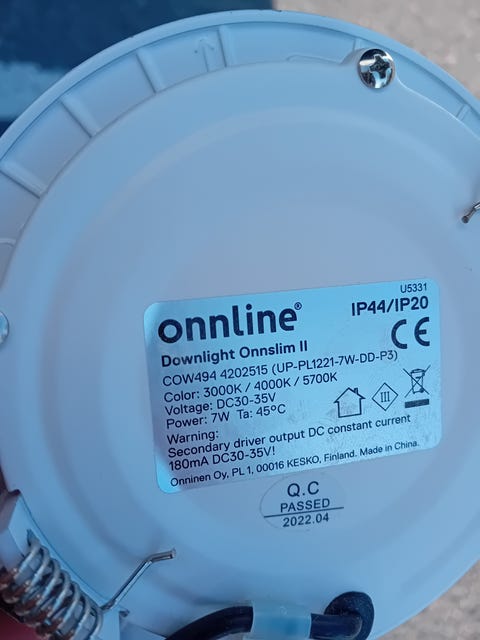 U5331
onnline®
IP44/IP20
Downlight Onnslim II
CE
COW494 4202515 (UP-PL1221-7W-DD-P3)
Color: 3000K / 4000K / 5700K
Voltage: DC30-35V
Power: 7W Ta: 45°C
III
Warning:
Secondary driver output DC constant current
180mA DC30-35V!
Onninen Oy, PL 1, 00016 KESKO, Finland. Made in China.
Q.C
PASSED
2022.04